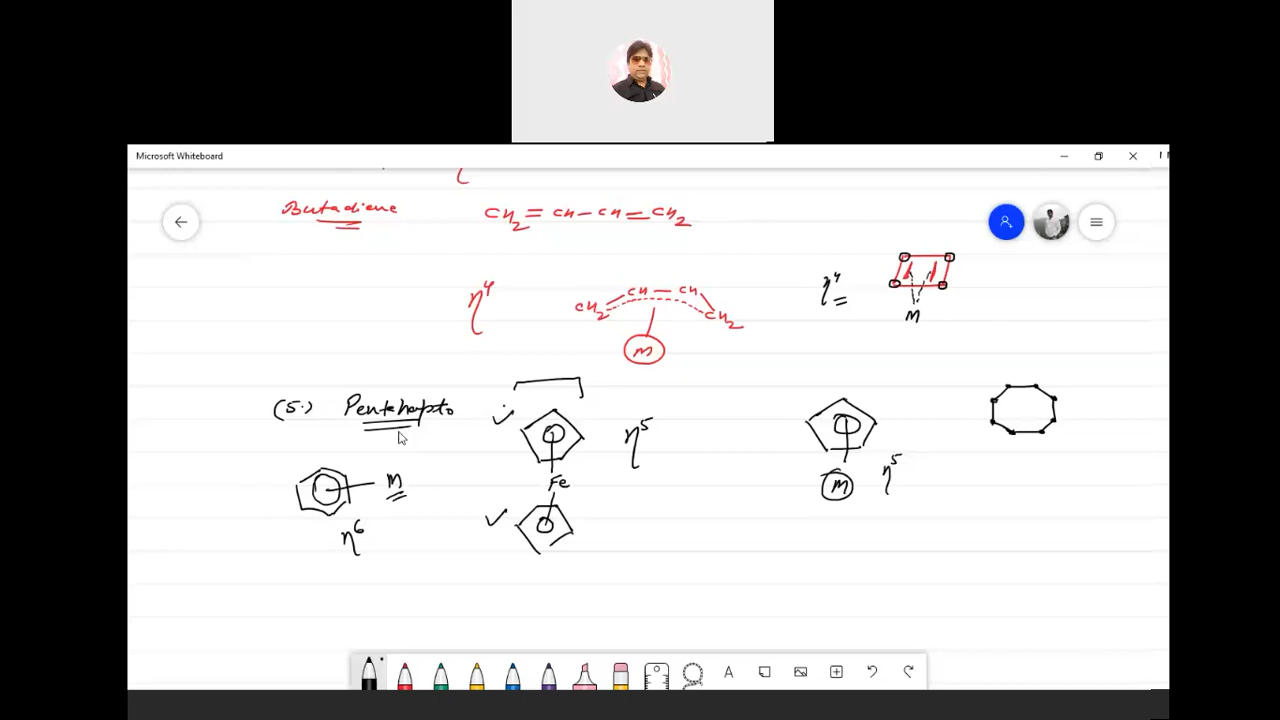 Microsoft Whiteboard
Butadiene CH2=CH-CH=CH2
η4 CH2 CH CH CH2 M
η4 M
(5.) Pentahapto
η5 Fe
η5 M
M η6
A